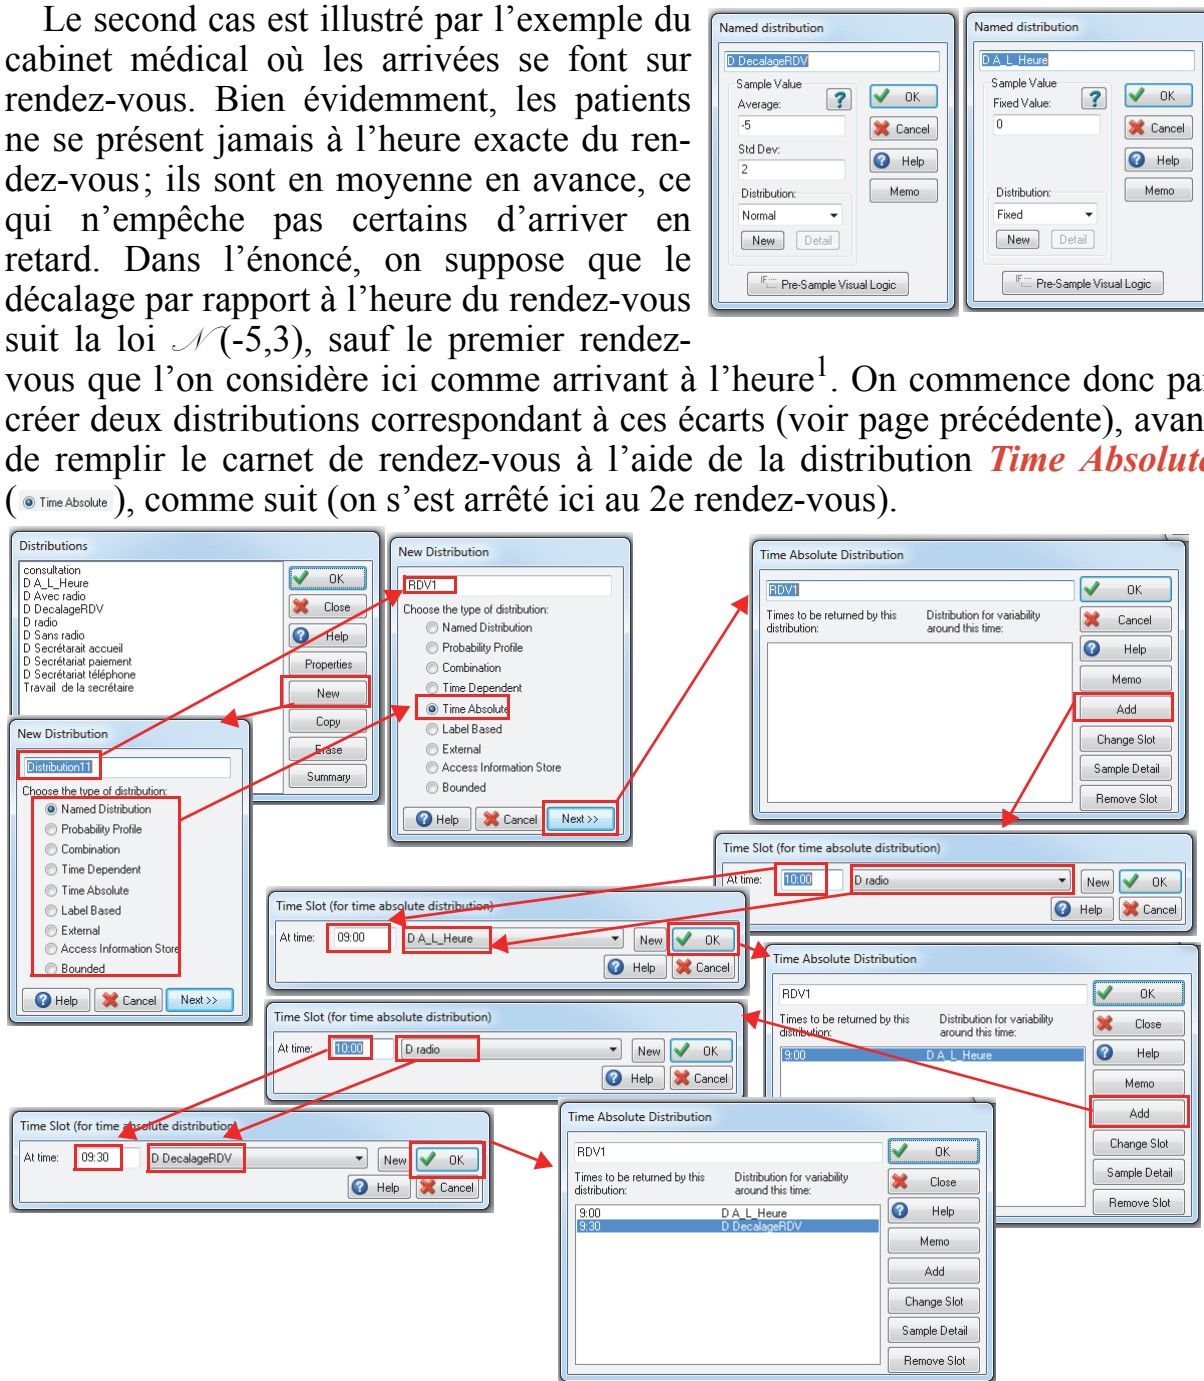 Le second cas est illustré par l’exemple du
cabinet médical où les arrivées se font sur
rendez-vous. Bien évidemment, les patients
ne se présent jamais à l’heure exacte du ren-
dez-vous; ils sont en moyenne en avance, ce
qui n’empêche pas certains d’arriver en
retard. Dans l’énoncé, on suppose que le
décalage par rapport à l’heure du rendez-vous
suit la loi 𝒩(-5,3), sauf le premier rendez-
vous que l’on considère ici comme arrivant à l’heure1. On commence donc par
créer deux distributions correspondant à ces écarts (voir page précédente), avant
de remplir le carnet de rendez-vous à l’aide de la distribution Time Absolute
(Time Absolute), comme suit (on s’est arrêté ici au 2e rendez-vous).
Named distribution
D DecalageRDV
Sample Value
Average:
-5
Std Dev:
2
Distribution:
Normal
New Detail
OK
Cancel
Help
Memo
Pre-Sample Visual Logic
Named distribution
D A_L_Heure
Sample Value
Fixed Value:
0
Distribution:
Fixed
New Detail
OK
Cancel
Help
Memo
Pre-Sample Visual Logic
Distributions
consultation
D A_L_Heure
D Avec radio
D DecalageRDV
D radio
D Sans radio
D Secrétarait accueil
D Secrétariat paiement
D Secrétariat téléphone
Travail de la secrétaire
OK
Close
Help
Properties
New
Copy
Erase
Summary
New Distribution
Distribution11
Choose the type of distribution:
Named Distribution
Probability Profile
Combination
Time Dependent
Time Absolute
Label Based
External
Access Information Store
Bounded
Help Cancel Next >>
New Distribution
RDV1
Choose the type of distribution:
Named Distribution
Probability Profile
Combination
Time Dependent
Time Absolute
Label Based
External
Access Information Store
Bounded
Help Cancel Next >>
Time Absolute Distribution
RDV1
Times to be returned by this
distribution:
Distribution for variability
around this time:
OK
Cancel
Help
Memo
Add
Change Slot
Sample Detail
Remove Slot
Time Slot (for time absolute distribution)
At time: 10:00 D radio New OK
Help Cancel
Time Slot (for time absolute distribution)
At time: 09:00 D A_L_Heure New OK
Help Cancel
Time Absolute Distribution
RDV1
Times to be returned by this
distribution:
Distribution for variability
around this time:
9:00 D A_L_Heure
OK
Close
Help
Memo
Add
Change Slot
Sample Detail
Remove Slot
Time Slot (for time absolute distribution)
At time: 10:00 D radio New OK
Help Cancel
Time Slot (for time absolute distribution)
At time: 09:30 D DecalageRDV New OK
Help Cancel
Time Absolute Distribution
RDV1
Times to be returned by this
distribution:
Distribution for variability
around this time:
9:00 D A_L_Heure
9:30 D DecalageRDV
OK
Close
Help
Memo
Add
Change Slot
Sample Detail
Remove Slot